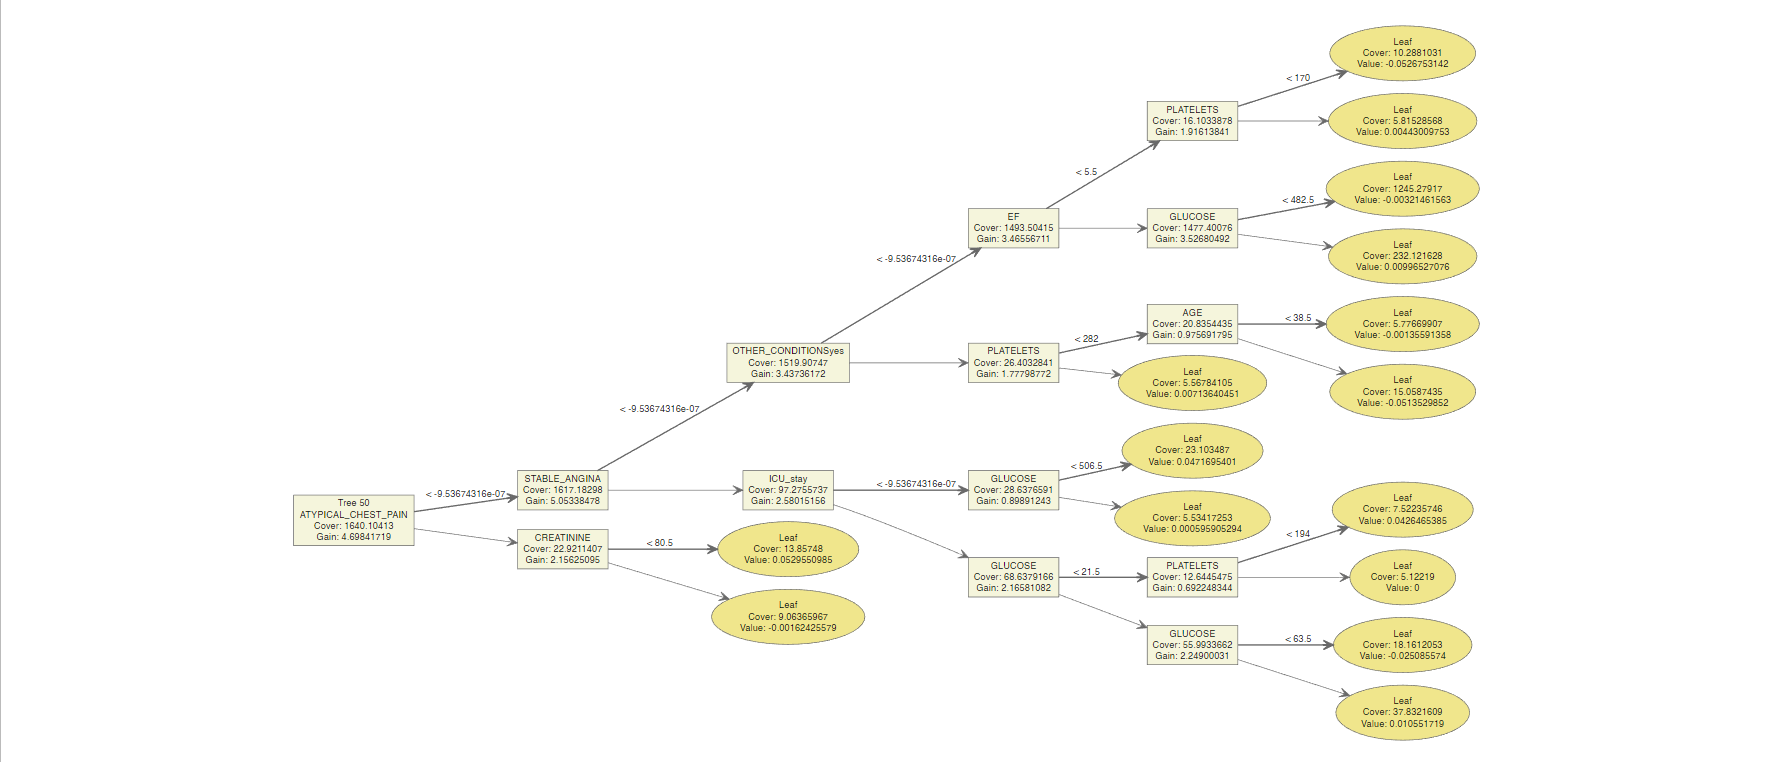 Leaf
Cover: 10.2881031
Value: -0.0526753142
< 170
PLATELETS
Cover: 16.1033878
Gain: 1.91613841
Leaf
Cover: 5.81528568
Value: 0.00443009753
< 5.5
Leaf
Cover: 1245.27917
Value: -0.00321461563
< 482.5
EF
Cover: 1493.50415
Gain: 3.46556711
GLUCOSE
Cover: 1477.40076
Gain: 3.52680492
Leaf
Cover: 232.121628
Value: 0.00996527076
< -9.53674316e-07
AGE
Cover: 20.8354435
Gain: 0.975691795
< 38.5
Leaf
Cover: 5.77669907
Value: -0.00135591358
< 282
OTHER_CONDITIONSyes
Cover: 1519.90747
Gain: 3.43736172
PLATELETS
Cover: 26.4032841
Gain: 1.77798772
Leaf
Cover: 5.56784105
Value: 0.00713640451
Leaf
Cover: 15.0587435
Value: -0.0513529852
< -9.53674316e-07
Leaf
Cover: 23.103487
Value: 0.0471695401
< 506.5
STABLE_ANGINA
Cover: 1617.18298
Gain: 5.05338478
ICU_stay
Cover: 97.2755737
Gain: 2.58015156
< -9.53674316e-07
GLUCOSE
Cover: 28.6376591
Gain: 0.89891243
< -9.53674316e-07
Tree 50
ATYPICAL_CHEST_PAIN
Cover: 1640.10413
Gain: 4.69841719
Leaf
Cover: 5.53417253
Value: 0.000595905294
Leaf
Cover: 7.52235746
Value: 0.0426465385
< 194
CREATININE
Cover: 22.9211407
Gain: 2.15625095
< 80.5
Leaf
Cover: 13.85748
Value: 0.0529550985
GLUCOSE
Cover: 68.6379166
Gain: 2.16581082
< 21.5
PLATELETS
Cover: 12.6445475
Gain: 0.692248344
Leaf
Cover: 5.12219
Value: 0
Leaf
Cover: 9.06365967
Value: -0.00162425579
GLUCOSE
Cover: 55.9933662
Gain: 2.24900031
< 63.5
Leaf
Cover: 18.1612053
Value: -0.025085574
Leaf
Cover: 37.8321609
Value: 0.010551719